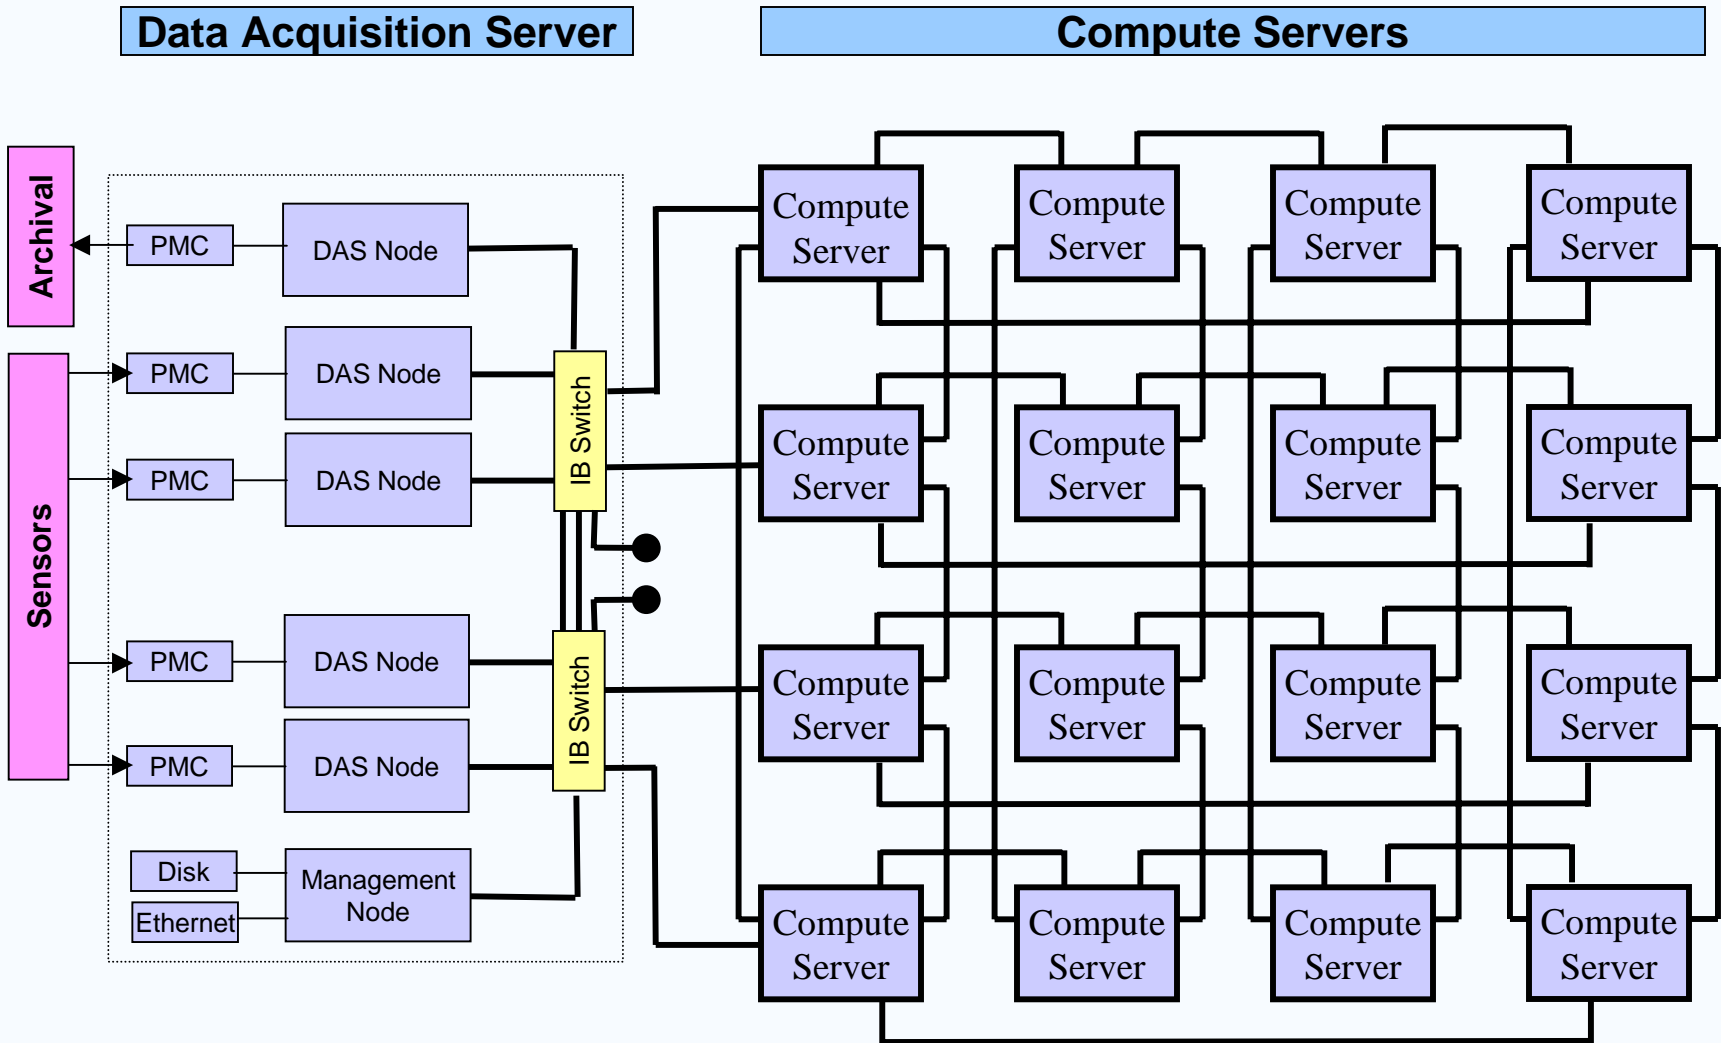 Data Acquisition Server
Compute Servers
Archival
Sensors
PMC
DAS Node
PMC
DAS Node
PMC
DAS Node
IB Switch
PMC
DAS Node
PMC
DAS Node
IB Switch
Disk
Ethernet
Management
Node
Compute
Server
Compute
Server
Compute
Server
Compute
Server
Compute
Server
Compute
Server
Compute
Server
Compute
Server
Compute
Server
Compute
Server
Compute
Server
Compute
Server
Compute
Server
Compute
Server
Compute
Server
Compute
Server